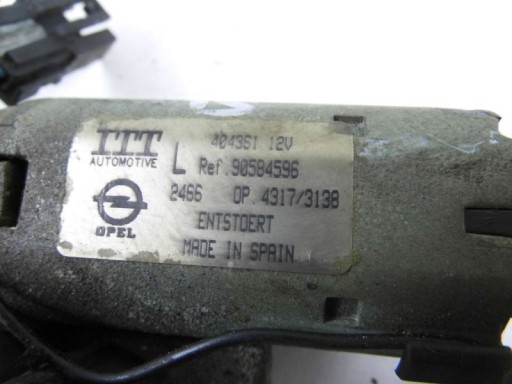 ITT
AUTOMOTIVE
L
404361 12V
Ref.90584596
2466 OP.4317/3138
OPEL
ENTSTOERT
MADE IN SPAIN